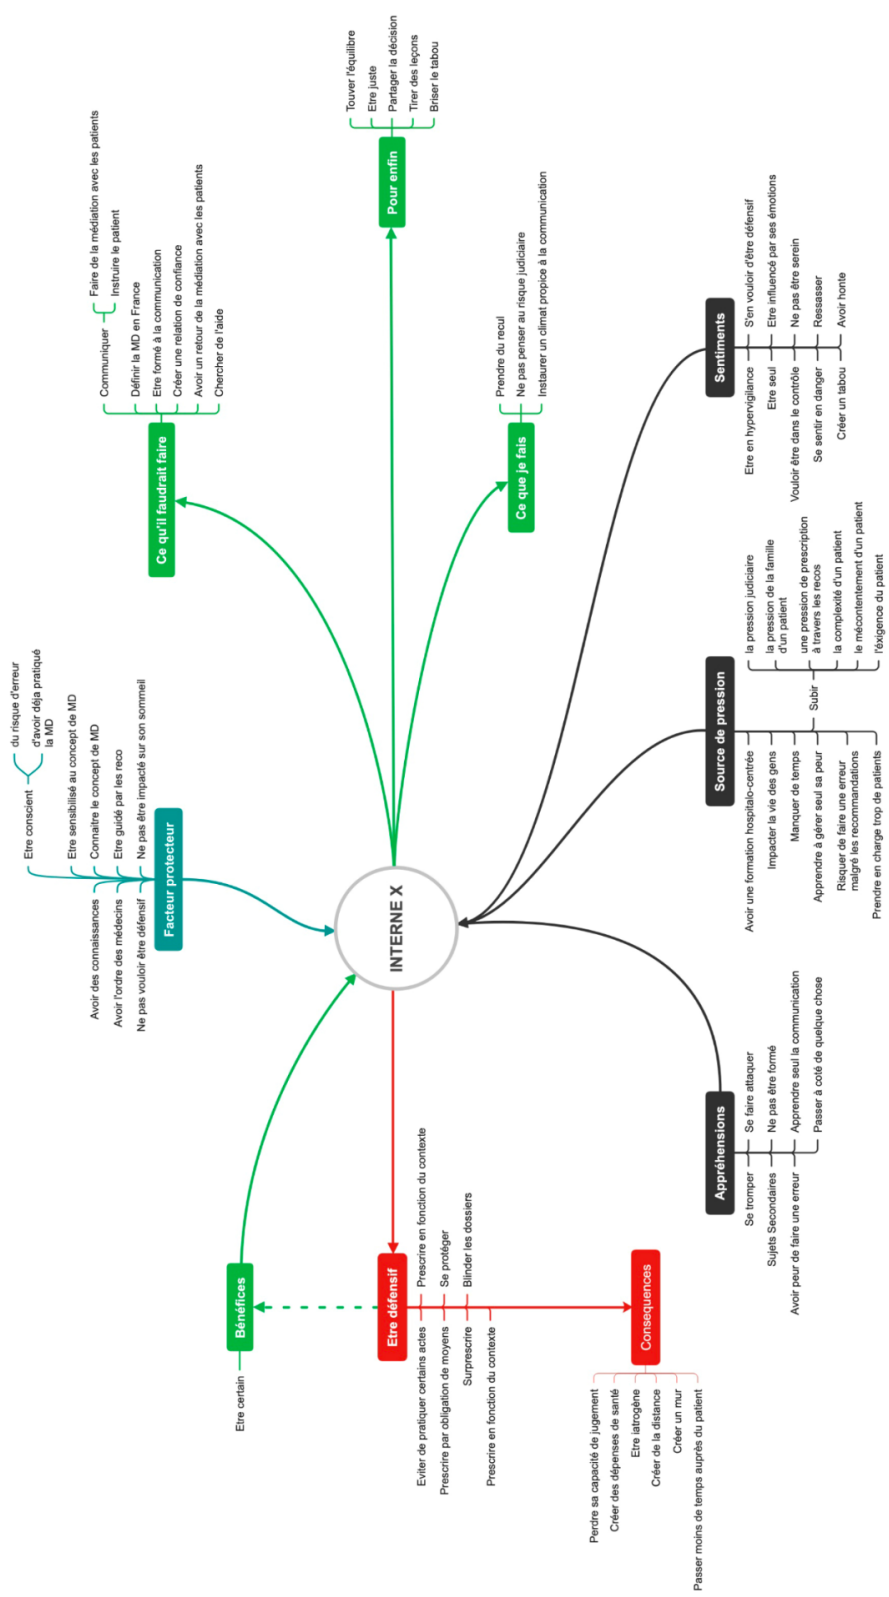 Bénéfices
Etre certain
Facteur protecteur
Avoir des connaissances
Avoir l'ordre des médecins
Ne pas vouloir être défensif
Etre conscient
du risque d'erreur
d'avoir déja pratiqué
la MD
Etre sensibilisé au concept de MD
Connaître le concept de MD
Etre guidé par les reco
Ne pas être impacté sur son sommeil
Ce qu'il faudrait faire
Communiquer
Faire de la médiation avec les patients
Instruire le patient
Définir la MD en France
Etre formé à la communication
Créer une relation de confiance
Avoir un retour de la médiation avec les patients
Chercher de l'aide
Pour enfin
Touver l'équilibre
Etre juste
Partager la décision
Tirer des leçons
Briser le tabou
INTERNE X
Ce que je fais
Prendre du recul
Ne pas penser au risque judiciaire
Instaurer un climat propice à la communication
Etre défensif
Eviter de pratiquer certains actes
Prescrire par obligation de moyens
Surprescrire
Prescrire en fonction du contexte
Prescrire en fonction du contexte
Se protéger
Blinder les dossiers
Consequences
Perdre sa capacité de jugement
Créer des dépenses de santé
Etre iatrogène
Créer de la distance
Créer un mur
Passer moins de temps auprès du patient
Appréhensions
Se tromper
Sujets Secondaires
Avoir peur de faire une erreur
Se faire attaquer
Ne pas être formé
Apprendre seul la communication
Passer à coté de quelque chose
Source de pression
Avoir une formation hospitalo-centrée
Impacter la vie des gens
Manquer de temps
Apprendre à gérer seul sa peur
Risquer de faire une erreur
malgré les recommandations
Prendre en charge trop de patients
Subir
la pression judiciaire
la pression de la famille
d'un patient
une pression de prescription
à travers les recos
la complexité d'un patient
le mécontentement d'un patient
l'éxigence du patient
Sentiments
Etre en hypervigilance
Etre seul
Vouloir être dans le contrôle
Se sentir en danger
Créer un tabou
S'en vouloir d'être défensif
Etre influencé par ses émotions
Ne pas être serein
Ressasser
Avoir honte